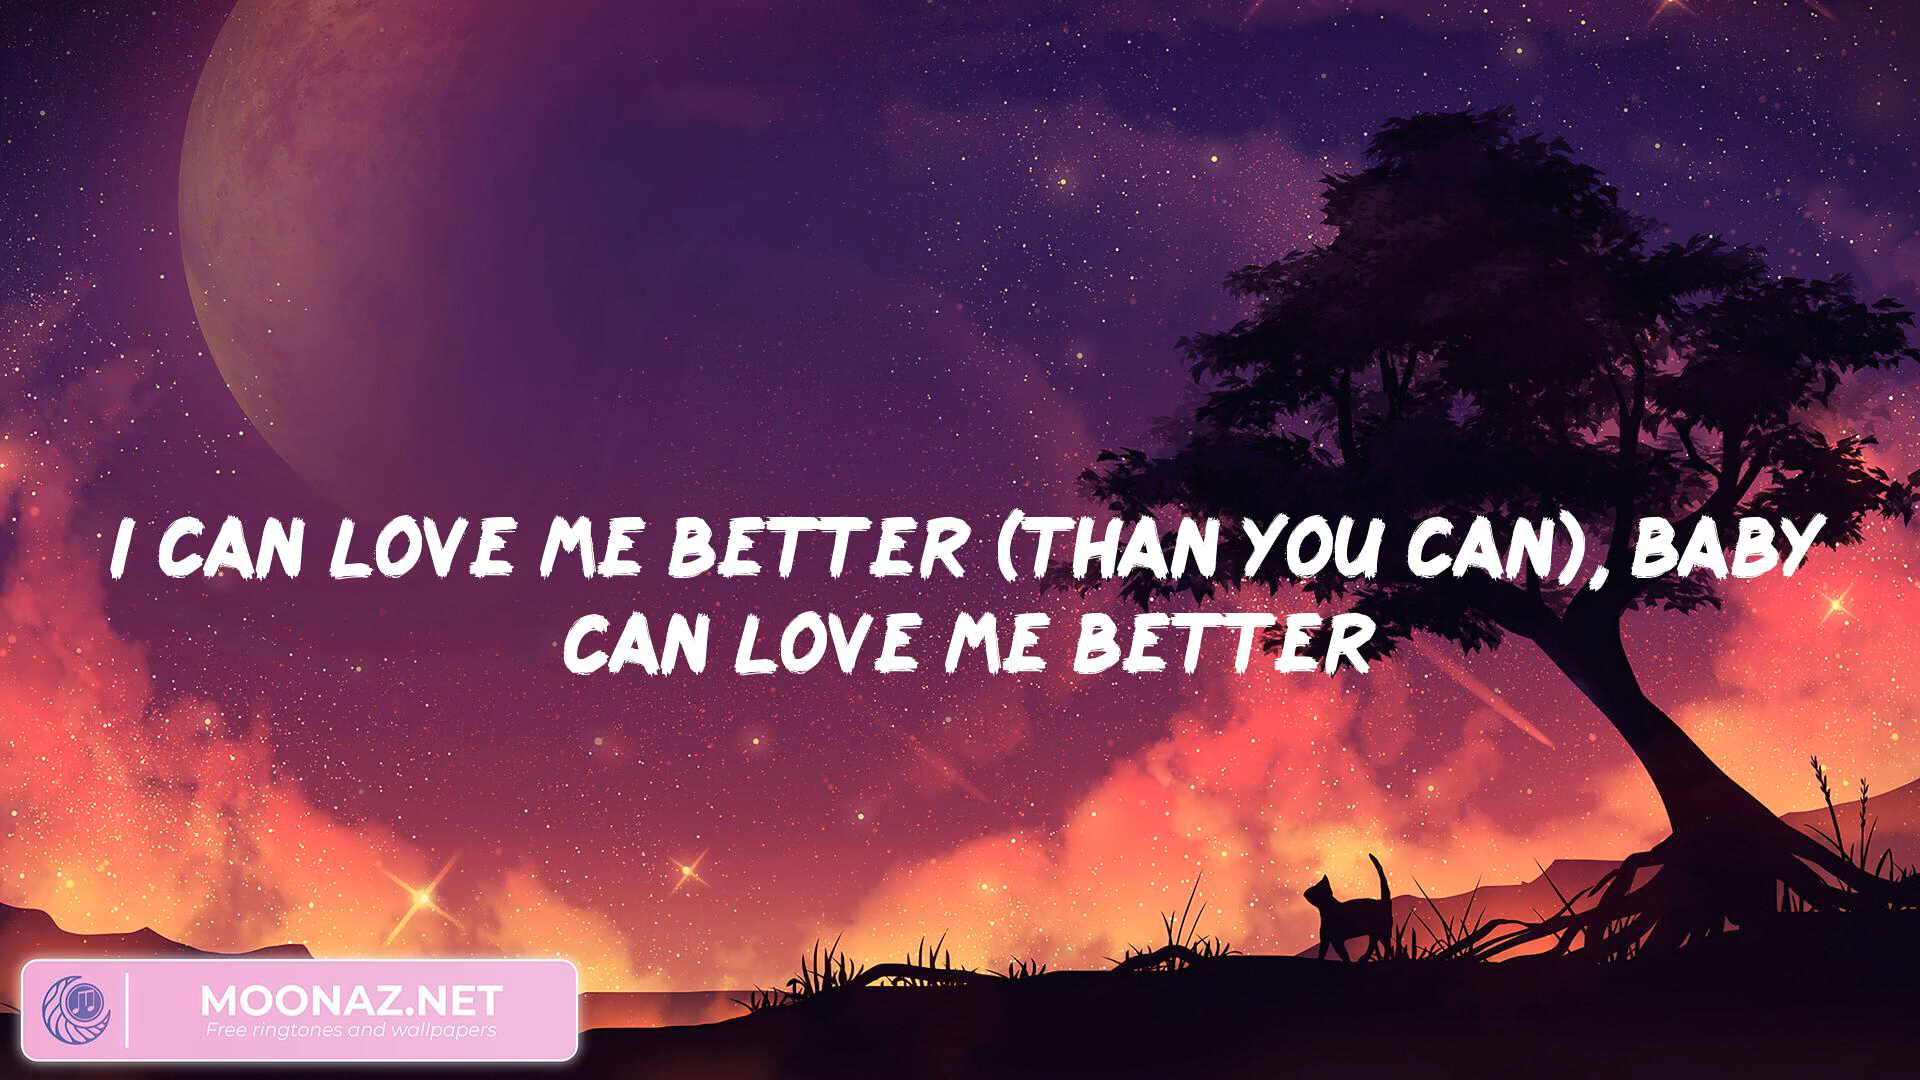 I CAN LOVE ME BETTER (THAN YOU CAN), BABY
CAN LOVE ME BETTER
MOONAZ.NET
Free ringtones and wallpapers